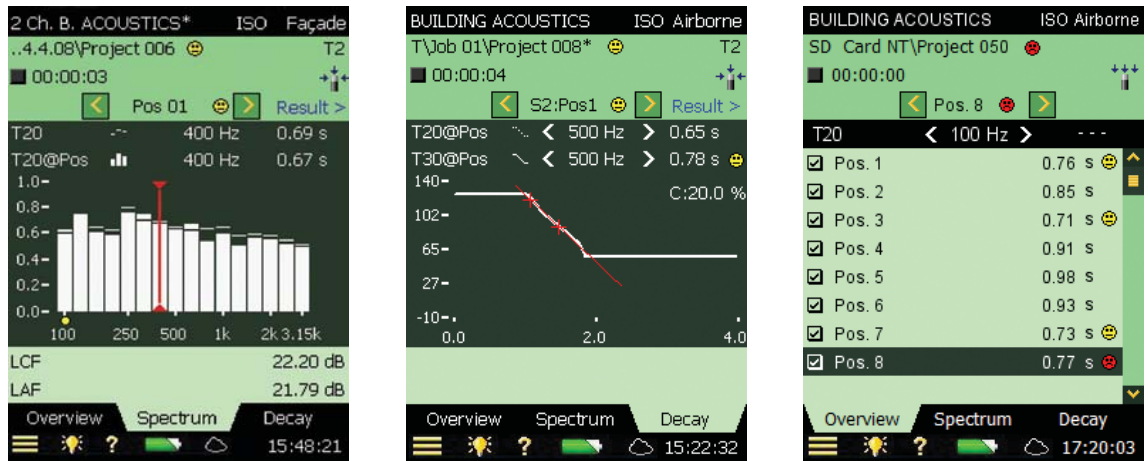 2 Ch. B. ACOUSTICS* ISO Façade
..4.4.08\Project 006 T2
00:00:03
Pos 01 Result >
T20 400 Hz 0.69 s
T20@Pos 400 Hz 0.67 s
1.0
0.8
0.6
0.4
0.2
0.0
100 250 500 1k 2k 3.15k
LCF 22.20 dB
LAF 21.79 dB
Overview Spectrum Decay
? 15:48:21
BUILDING ACOUSTICS ISO Airborne
T\Job 01\Project 008* T2
00:00:04
S2:Pos1 Result >
T20@Pos < 500 Hz > 0.65 s
T30@Pos < 500 Hz > 0.78 s
140
C:20.0 %
102
65
27
-10
0.0 2.0 4.0
Overview Spectrum Decay
? 15:22:32
BUILDING ACOUSTICS ISO Airborne
SD Card NT\Project 050
00:00:00
Pos. 8
T20 < 100 Hz > ---
Pos. 1 0.76 s
Pos. 2 0.85 s
Pos. 3 0.71 s
Pos. 4 0.91 s
Pos. 5 0.98 s
Pos. 6 0.93 s
Pos. 7 0.73 s
Pos. 8 0.77 s
Overview Spectrum Decay
? 17:20:03